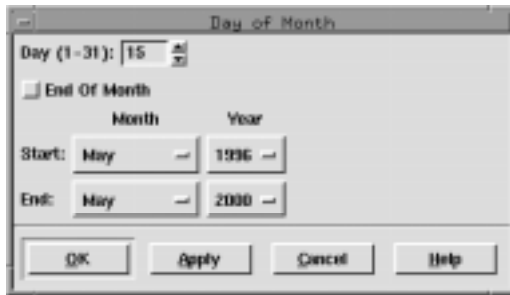 Day of Month
Day (1-31): 15
End Of Month
Month Year
Start: May 1996
End: May 2000
OK Apply Cancel Help